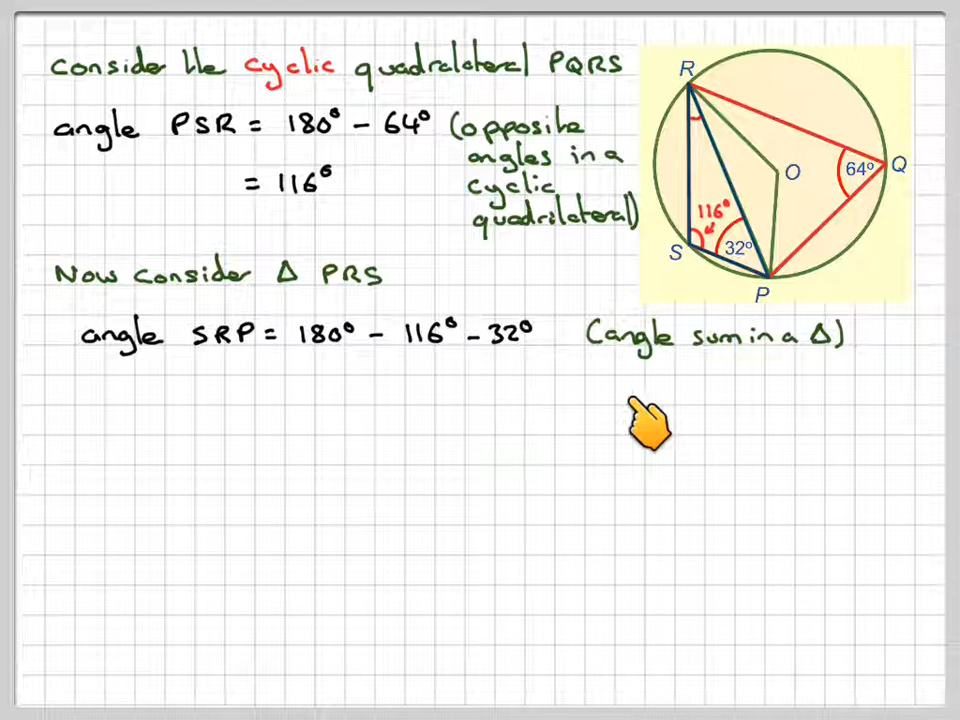 Consider the cyclic quadrilateral PQRS
angle PSR = 180° - 64° (opposite
angles in a
= 116° cyclic
quadrilateral)
Now consider Δ PRS
angle SRP = 180° - 116° - 32° (angle sum in a Δ)
R
O
64°
Q
116°
S
32°
P